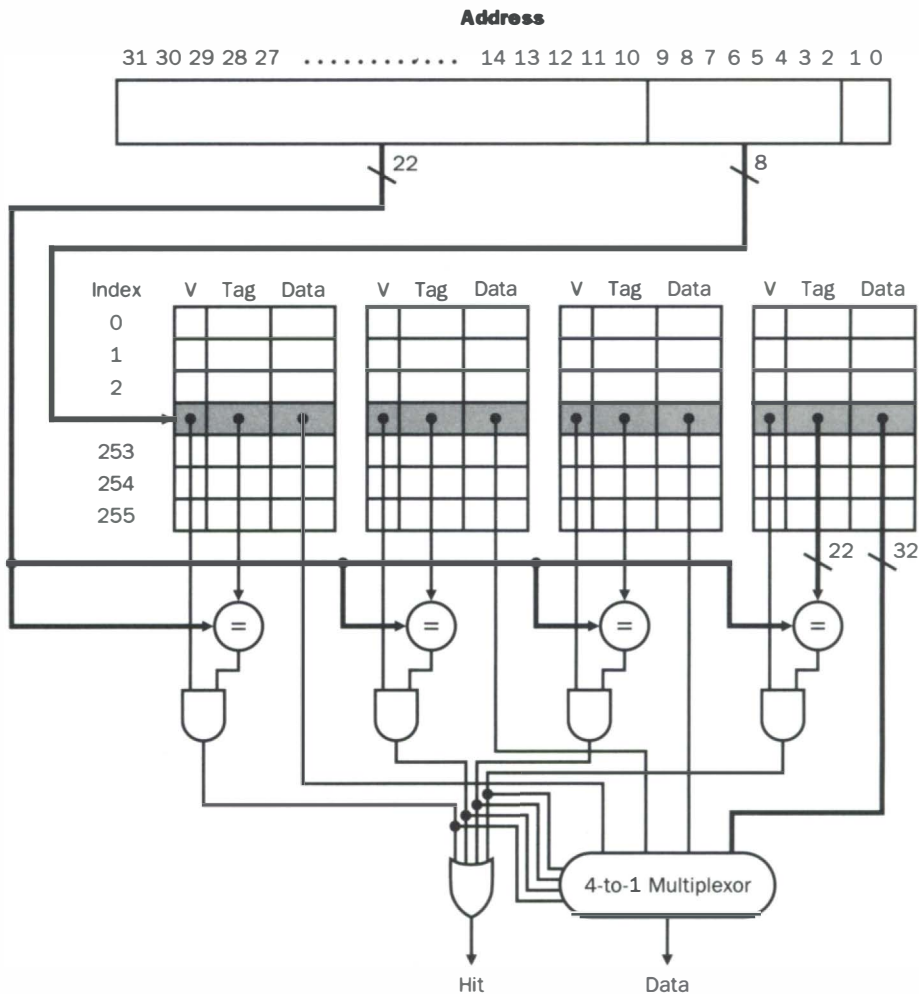 Address
31 30 29 28 27 ............ 14 13 12 11 10 9 8 7 6 5 4 3 2 1 0
22 8
Index V Tag Data V Tag Data V Tag Data V Tag Data
0
1
2
253
254
255
22 32
= = = =
4-to-1 Multiplexor
Hit Data